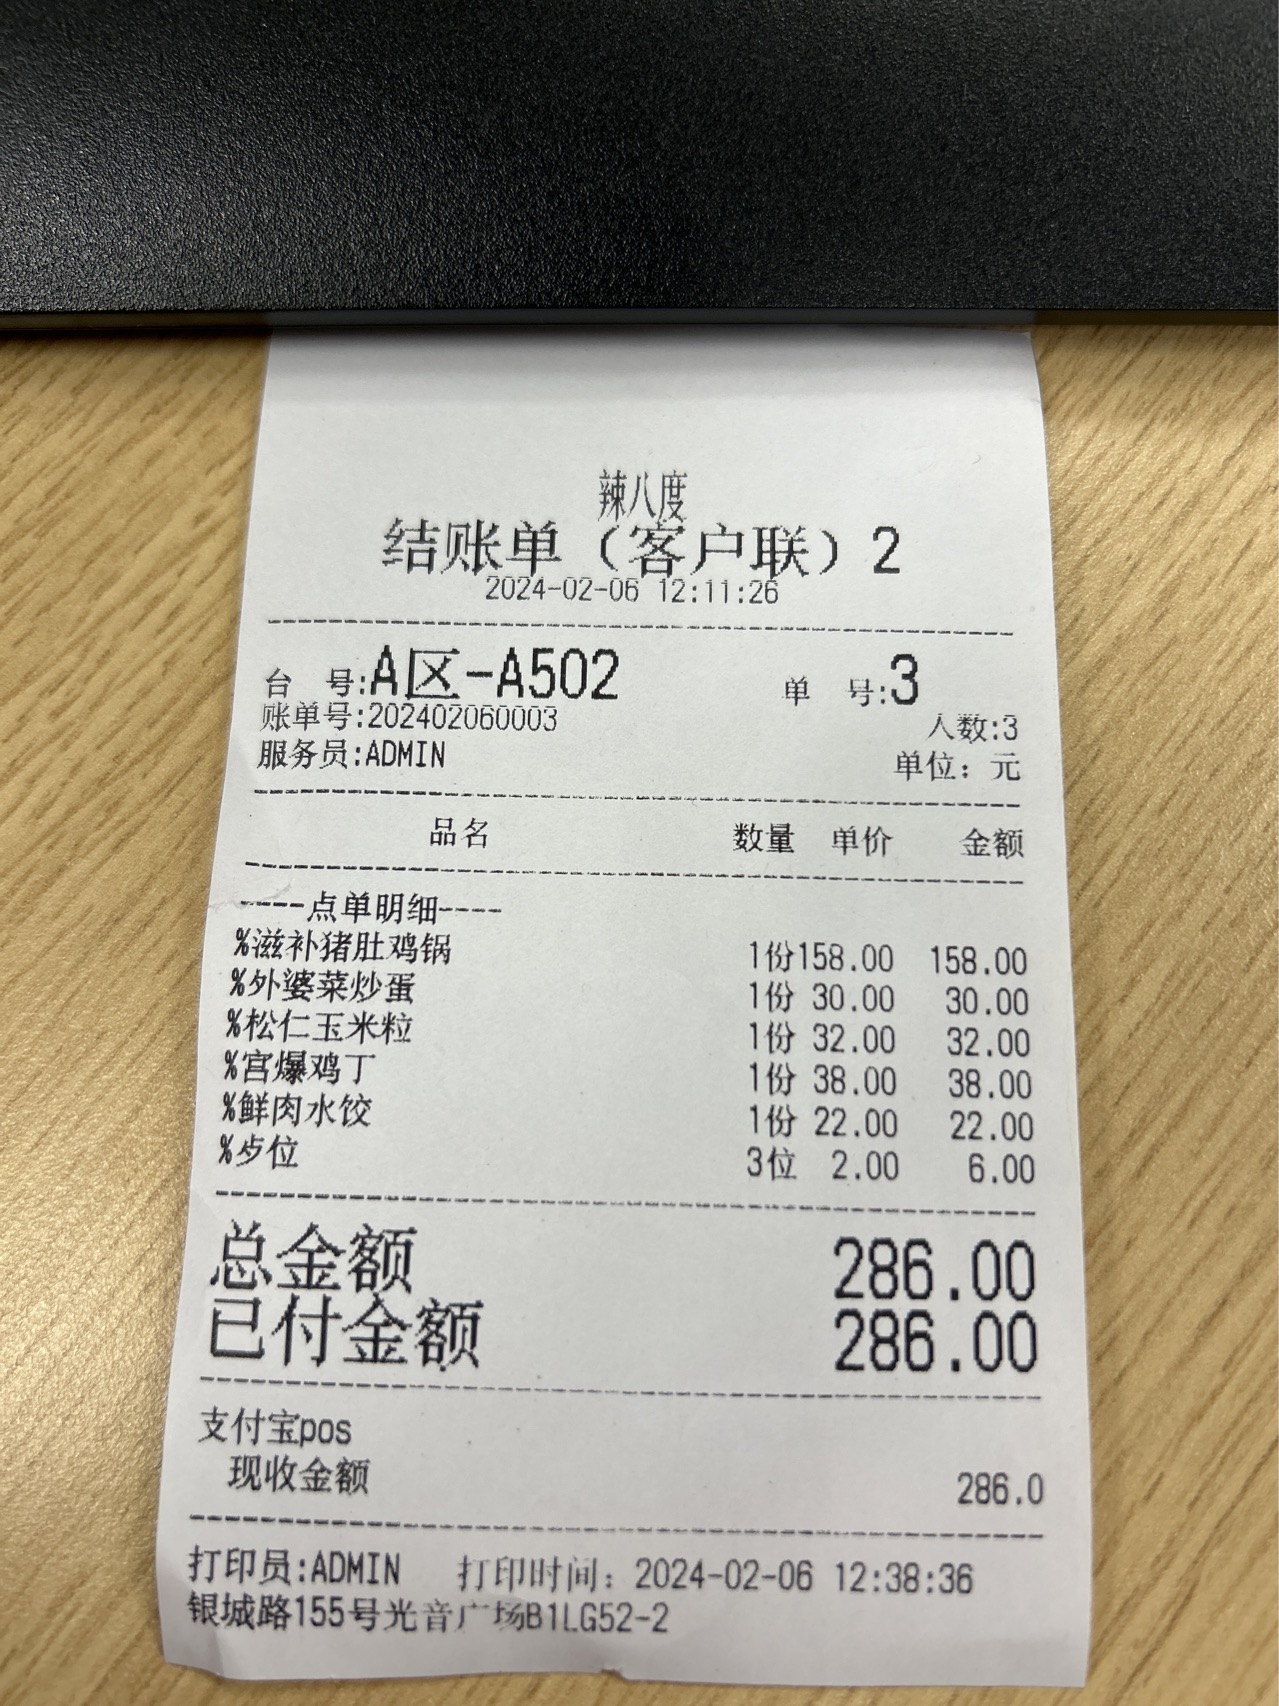 辣八度
结账单（客户联）2
2024-02-06 12:11:26
台 号:A区-A502 单 号:3
账单号:202402060003 人数:3
服务员:ADMIN 单位：元
品名 数量 单价 金额
----点单明细----
%滋补猪肚鸡锅 1份158.00 158.00
%外婆菜炒蛋 1份 30.00 30.00
%松仁玉米粒 1份 32.00 32.00
%宫爆鸡丁 1份 38.00 38.00
%鲜肉水饺 1份 22.00 22.00
%歺位 3位 2.00 6.00
总金额 286.00
已付金额 286.00
支付宝pos
现收金额 286.0
打印员:ADMIN 打印时间：2024-02-06 12:38:36
银城路155号光音广场B1LG52-2